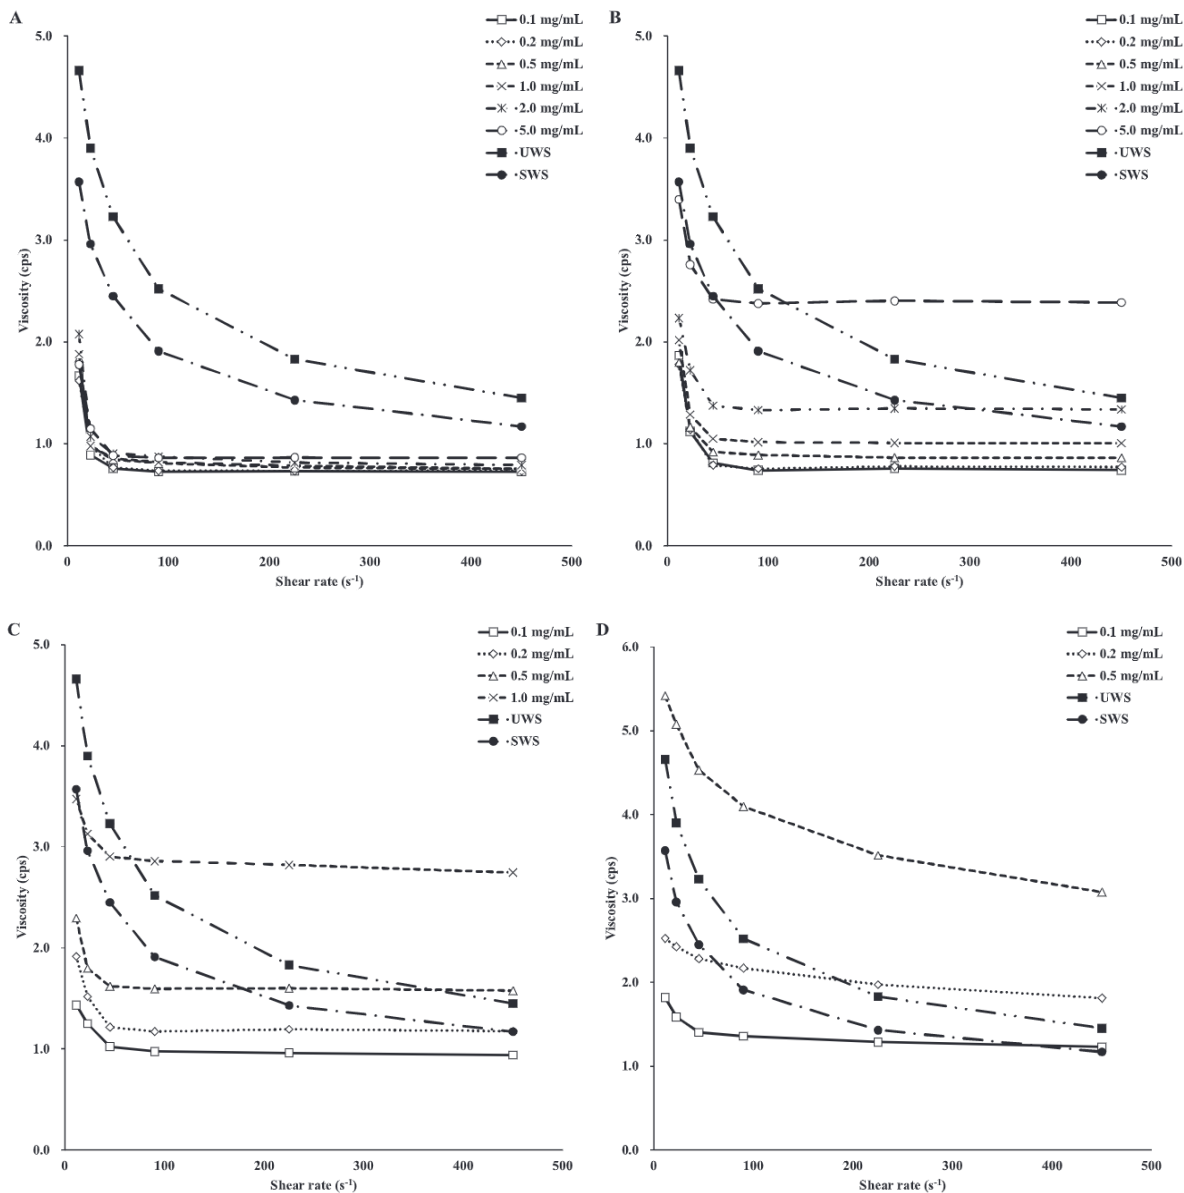 A
0.1 mg/mL
0.2 mg/mL
0.5 mg/mL
1.0 mg/mL
2.0 mg/mL
5.0 mg/mL
UWS
SWS
5.0
4.0
3.0
2.0
1.0
0.0
Viscosity (cps)
0 100 200 300 400 500
Shear rate (s⁻¹)
B
0.1 mg/mL
0.2 mg/mL
0.5 mg/mL
1.0 mg/mL
2.0 mg/mL
5.0 mg/mL
UWS
SWS
5.0
4.0
3.0
2.0
1.0
0.0
Viscosity (cps)
0 100 200 300 400 500
Shear rate (s⁻¹)
C
0.1 mg/mL
0.2 mg/mL
0.5 mg/mL
1.0 mg/mL
UWS
SWS
5.0
4.0
3.0
2.0
1.0
0.0
Viscosity (cps)
0 100 200 300 400 500
Shear rate (s⁻¹)
D
0.1 mg/mL
0.2 mg/mL
0.5 mg/mL
UWS
SWS
6.0
5.0
4.0
3.0
2.0
1.0
0.0
Viscosity (cps)
0 100 200 300 400 500
Shear rate (s⁻¹)